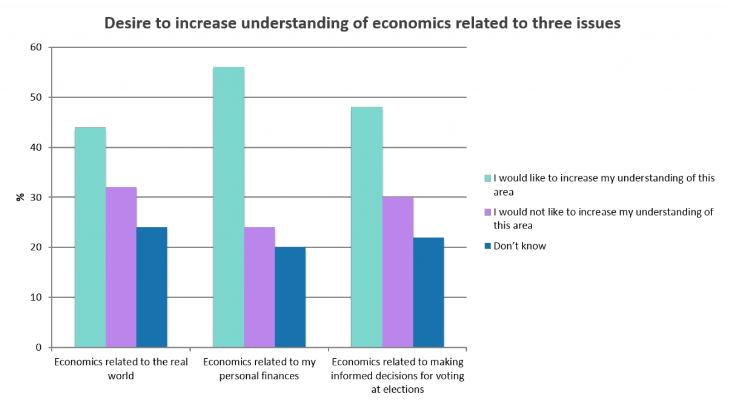 Desire to increase understanding of economics related to three issues
60
50
40
30
20
10
0
%
Economics related to the real
world
Economics related to my
personal finances
Economics related to making
informed decisions for voting
at elections
I would like to increase my understanding of this
area
I would not like to increase my understanding of
this area
Don't know